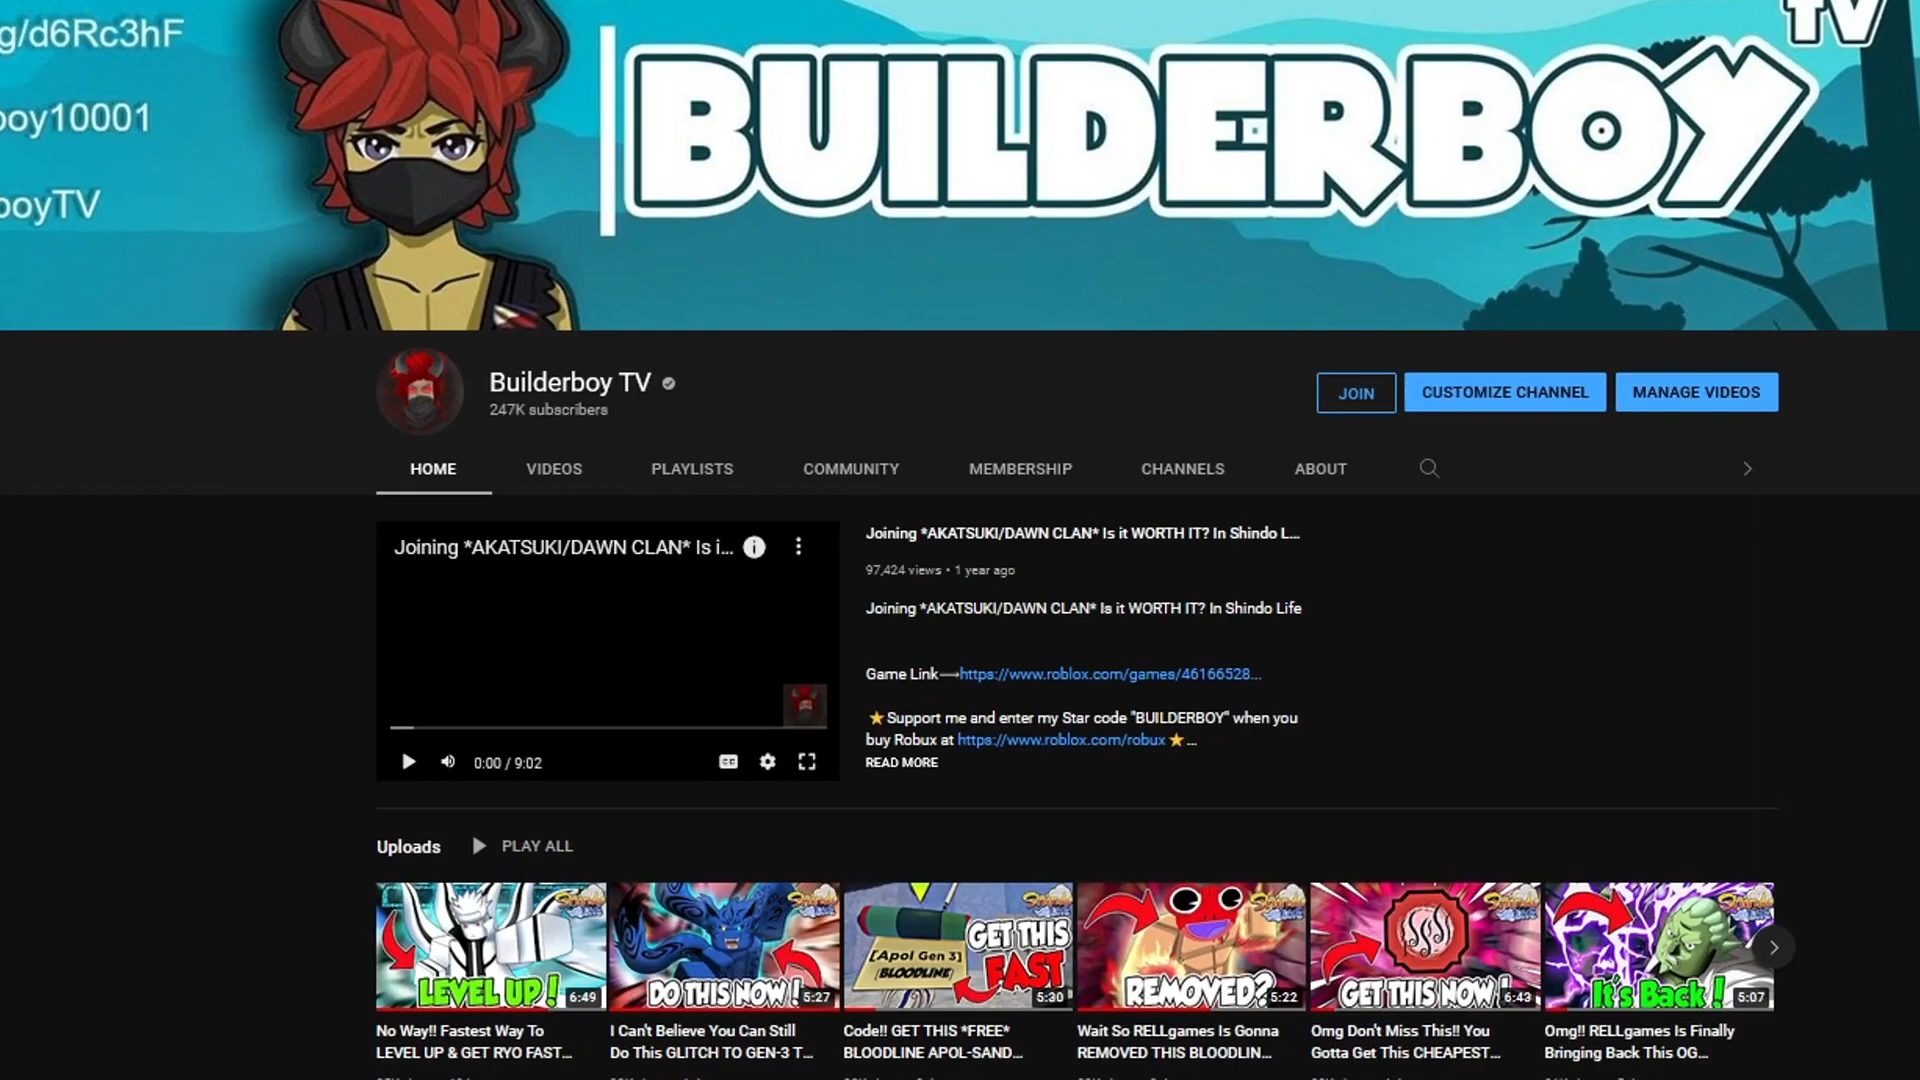 g/d6Rc3hF
TV
BUILDERBOY
boy10001
boyTV
Builderboy TV
247K subscribers
JOIN
CUSTOMIZE CHANNEL
MANAGE VIDEOS
HOME
VIDEOS
PLAYLISTS
COMMUNITY
MEMBERSHIP
CHANNELS
ABOUT
Joining *AKATSUKI/DAWN CLAN* Is i...
0:00 / 9:02
Joining *AKATSUKI/DAWN CLAN* Is it WORTH IT? In Shindo L...
97,424 views • 1 year ago
Joining *AKATSUKI/DAWN CLAN* Is it WORTH IT? In Shindo Life
Game Link—›https://www.roblox.com/games/46166528...
⭐Support me and enter my Star code "BUILDERBOY" when you
buy Robux at https://www.roblox.com/robux ⭐...
READ MORE
Uploads
PLAY ALL
LEVEL UP!
6:49
No Way!! Fastest Way To
LEVEL UP & GET RYO FAST...
DO THIS NOW!
5:27
I Can't Believe You Can Still
Do This GLITCH TO GEN-3 T...
GET THIS
FAST
[Apol Gen 3]
BLOODLINE
5:30
Code!! GET THIS *FREE*
BLOODLINE APOL-SAND...
REMOVED?
5:22
Wait So RELLgames Is Gonna
REMOVED THIS BLOODLIN...
GET THIS NOW!
6:43
Omg Don't Miss This!! You
Gotta Get This CHEAPEST...
It's Back!
5:07
Omg!! RELLgames Is Finally
Bringing Back This OG...